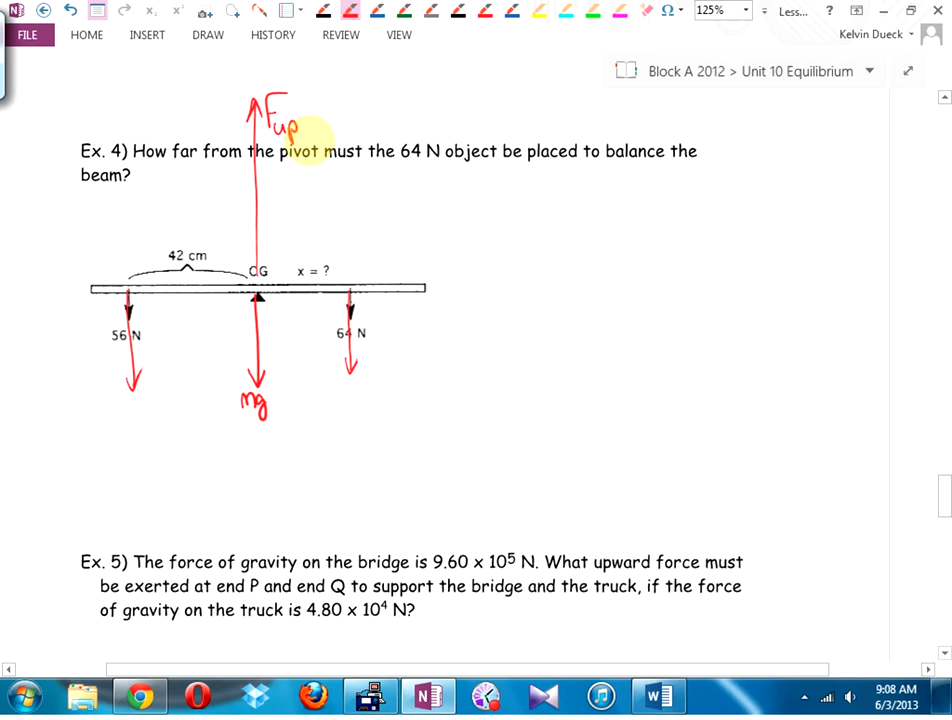 125%
Less...
?
FILE
HOME
INSERT
DRAW
HISTORY
REVIEW
VIEW
Kelvin Dueck
Block A 2012 > Unit 10 Equilibrium
Fup
Ex. 4) How far from the pivot must the 64 N object be placed to balance the
beam?
42 cm
CG
x = ?
56 N
64 N
mg
Ex. 5) The force of gravity on the bridge is 9.60 x 10⁵ N. What upward force must
be exerted at end P and end Q to support the bridge and the truck, if the force
of gravity on the truck is 4.80 x 10⁴ N?
9:08 AM
6/3/2013